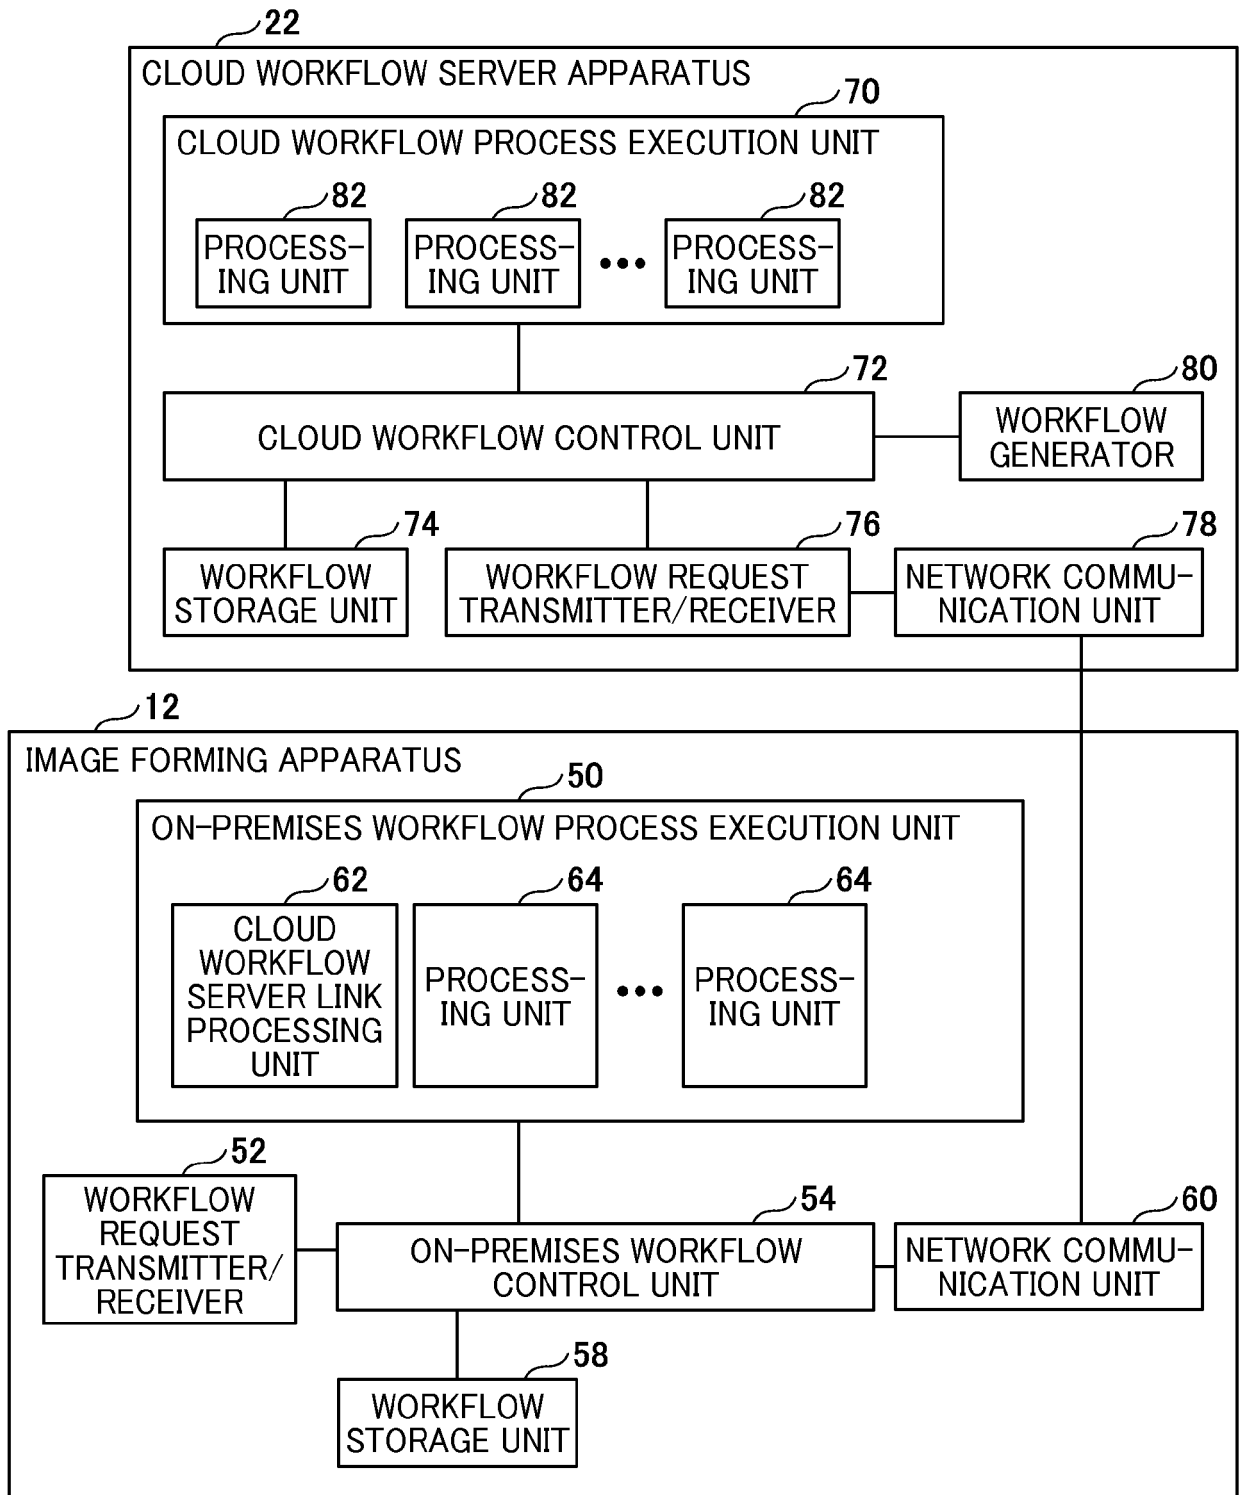 22
CLOUD WORKFLOW SERVER APPARATUS
70
CLOUD WORKFLOW PROCESS EXECUTION UNIT
82
PROCESS-
ING UNIT
82
PROCESS-
ING UNIT
•••
82
PROCESS-
ING UNIT
72
CLOUD WORKFLOW CONTROL UNIT
80
WORKFLOW
GENERATOR
74
WORKFLOW
STORAGE UNIT
76
WORKFLOW REQUEST
TRANSMITTER/RECEIVER
78
NETWORK COMMU-
NICATION UNIT
12
IMAGE FORMING APPARATUS
50
ON-PREMISES WORKFLOW PROCESS EXECUTION UNIT
62
CLOUD
WORKFLOW
SERVER LINK
PROCESSING
UNIT
64
PROCESS-
ING UNIT
•••
64
PROCESS-
ING UNIT
52
WORKFLOW
REQUEST
TRANSMITTER/
RECEIVER
54
ON-PREMISES WORKFLOW
CONTROL UNIT
60
NETWORK COMMU-
NICATION UNIT
58
WORKFLOW
STORAGE UNIT